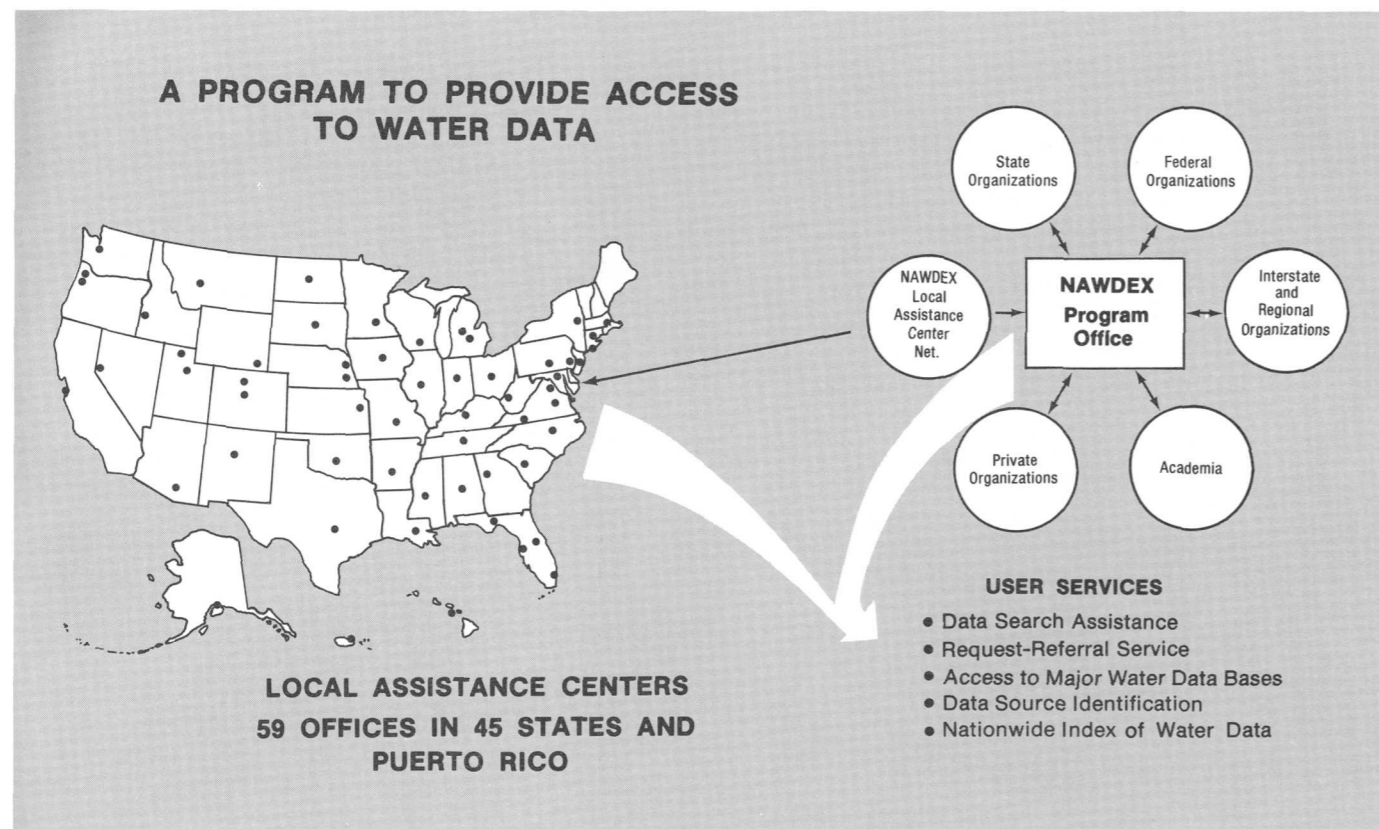 A PROGRAM TO PROVIDE ACCESS
TO WATER DATA
State
Organizations
Federal
Organizations
NAWDEX
Local
Assistance
Center
Net.
NAWDEX
Program
Office
Interstate
and
Regional
Organizations
Private
Organizations
Academia
LOCAL ASSISTANCE CENTERS
59 OFFICES IN 45 STATES AND
PUERTO RICO
USER SERVICES
• Data Search Assistance
• Request-Referral Service
• Access to Major Water Data Bases
• Data Source Identification
• Nationwide Index of Water Data